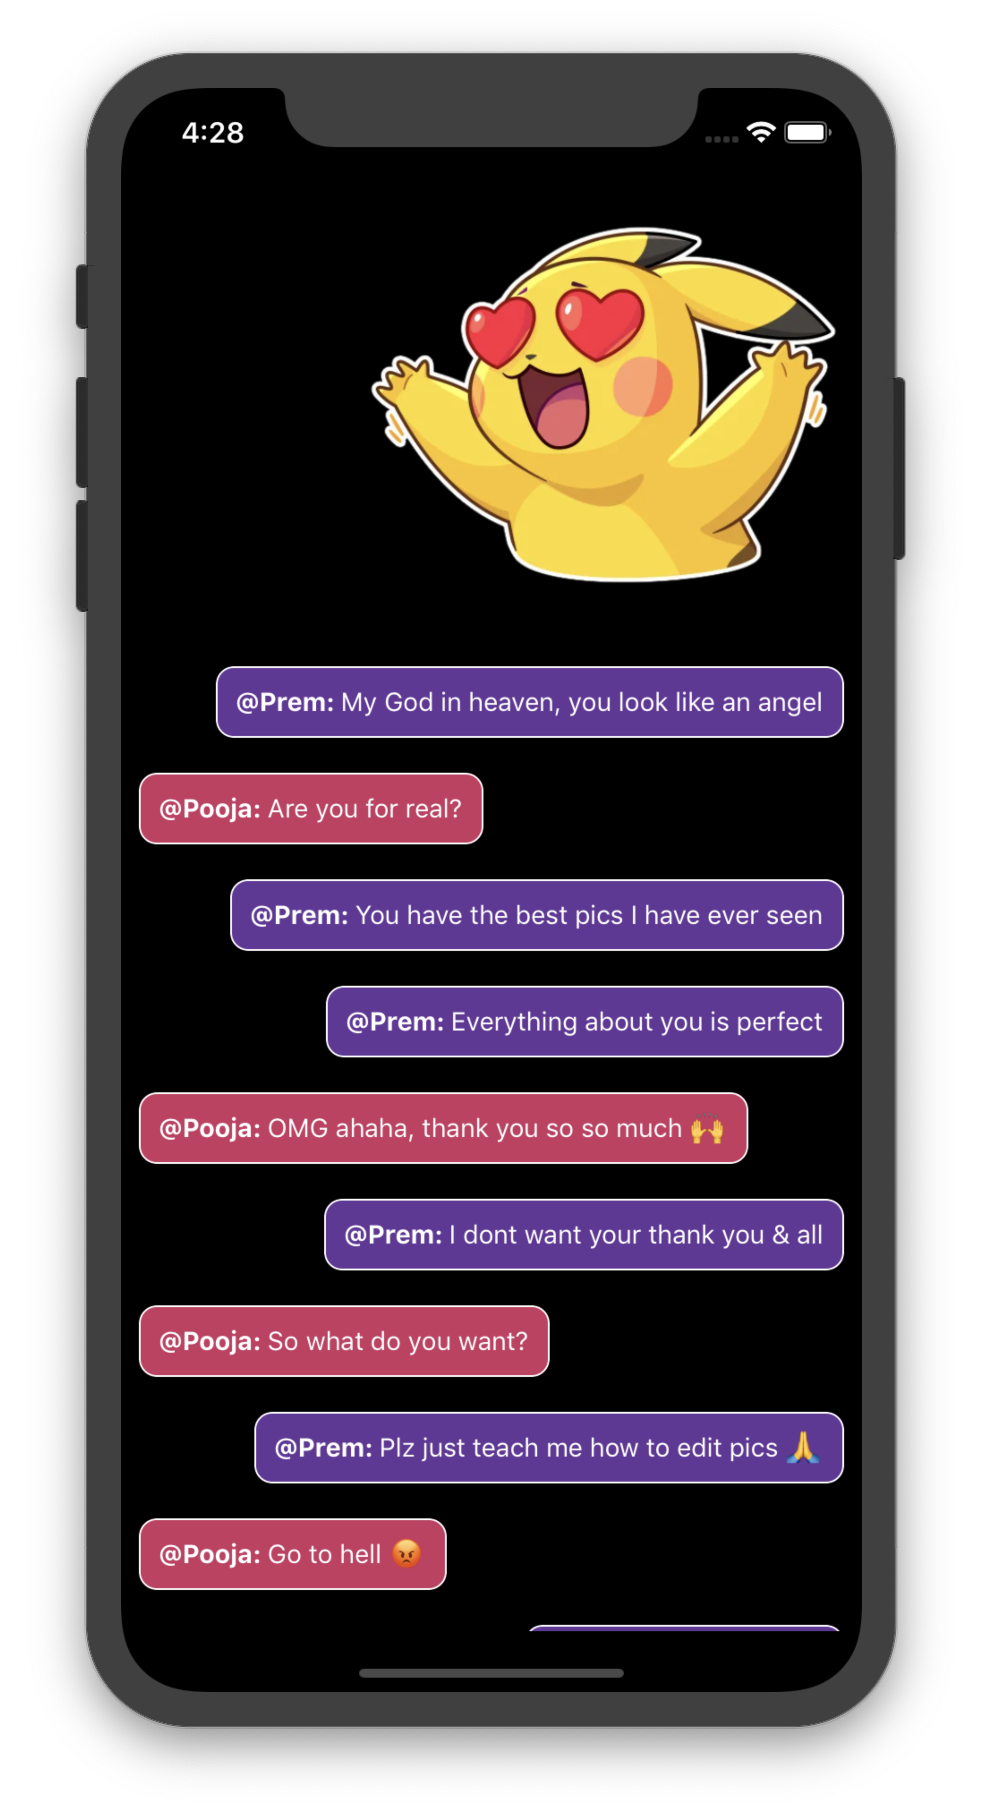 4:28
@Prem: My God in heaven, you look like an angel
@Pooja: Are you for real?
@Prem: You have the best pics I have ever seen
@Prem: Everything about you is perfect
@Pooja: OMG ahaha, thank you so so much 🙌
@Prem: I dont want your thank you & all
@Pooja: So what do you want?
@Prem: Plz just teach me how to edit pics 🙏
@Pooja: Go to hell 😡